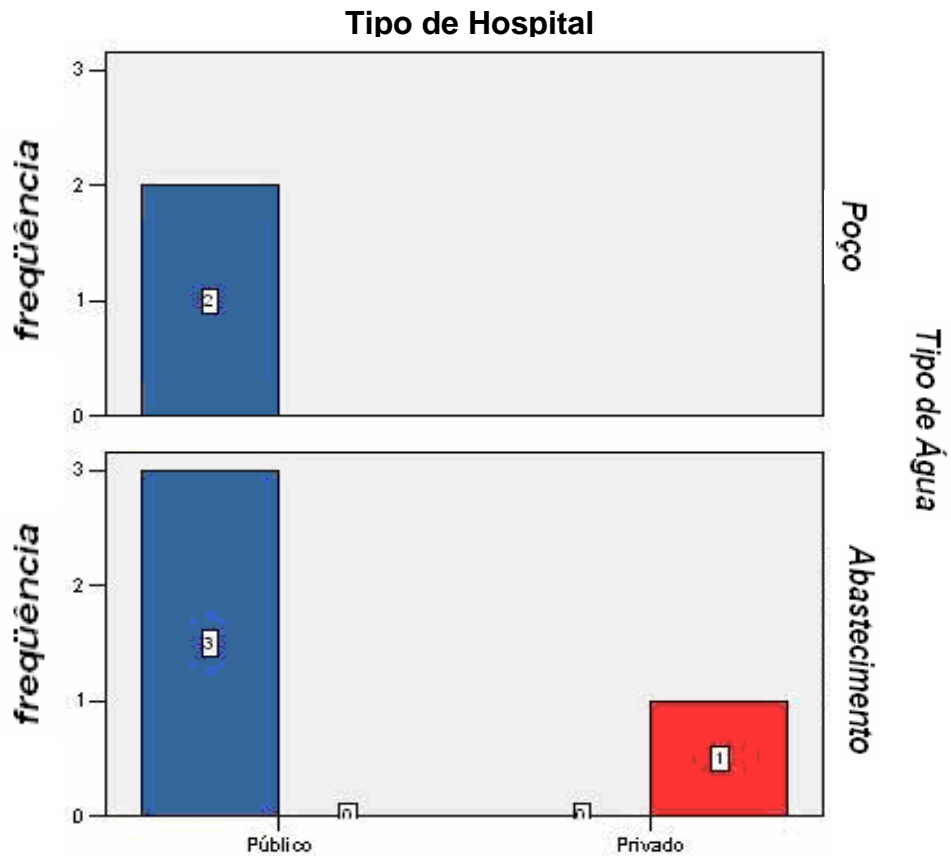 Tipo de Hospital
3
2
1
0
freqüência
2
Poço
Tipo de Água
3
2
1
0
freqüência
3
1
0
0
Abastecimento
Público
Privado